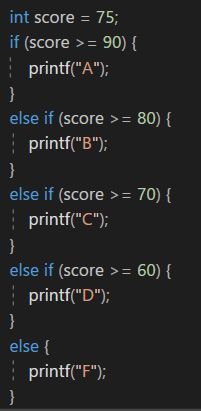 int score = 75;
if (score >= 90) {
    printf("A");
}
else if (score >= 80) {
    printf("B");
}
else if (score >= 70) {
    printf("C");
}
else if (score >= 60) {
    printf("D");
}
else {
    printf("F");
}